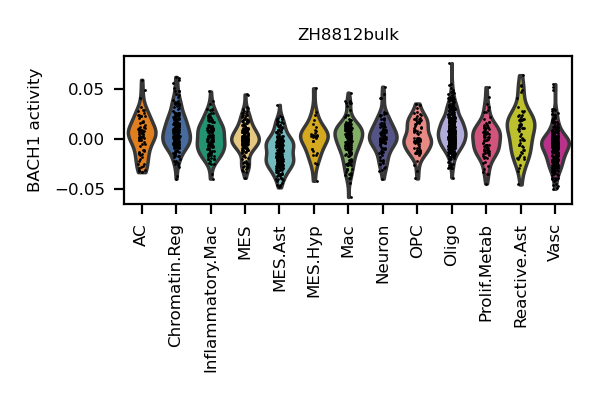 ZH8812bulk
BACH1 activity
0.05
0.00
−0.05
AC
Chromatin.Reg
Inflammatory.Mac
MES
MES.Ast
MES.Hyp
Mac
Neuron
OPC
Oligo
Prolif.Metab
Reactive.Ast
Vasc